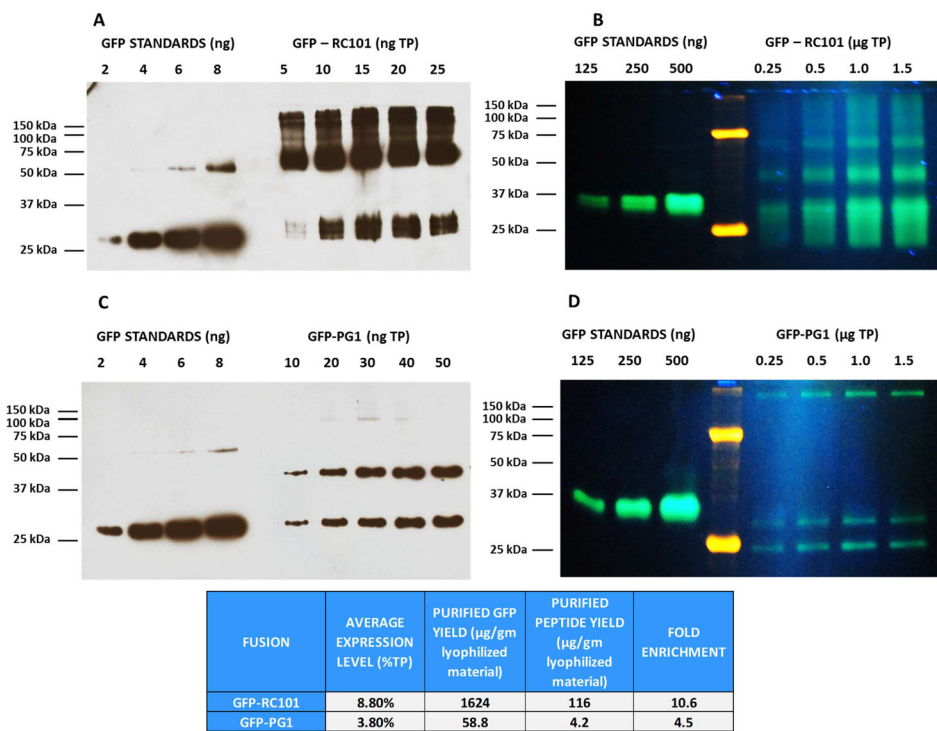 A
GFP STANDARDS (ng) GFP – RC101 (ng TP)
2 4 6 8 5 10 15 20 25
150 kDa
100 kDa
75 kDa
50 kDa
37 kDa
25 kDa
B
GFP STANDARDS (ng) GFP – RC101 (µg TP)
125 250 500 0.25 0.5 1.0 1.5
150 kDa
100 kDa
75 kDa
50 kDa
37 kDa
25 kDa
C
GFP STANDARDS (ng) GFP-PG1 (ng TP)
2 4 6 8 10 20 30 40 50
150 kDa
100 kDa
75 kDa
50 kDa
37 kDa
25 kDa
D
GFP STANDARDS (ng) GFP-PG1 (µg TP)
125 250 500 0.25 0.5 1.0 1.5
150 kDa
100 kDa
75 kDa
50 kDa
37 kDa
25 kDa
FUSION
AVERAGE
EXPRESSION
LEVEL (%TP)
PURIFIED GFP
YIELD (µg/gm
lyophilized
material)
PURIFIED
PEPTIDE YIELD
(µg/gm
lyophilized
material)
FOLD
ENRICHMENT
GFP-RC101 8.80% 1624 116 10.6
GFP-PG1 3.80% 58.8 4.2 4.5